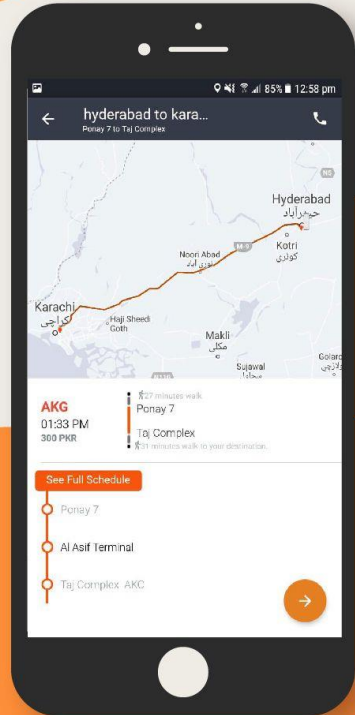 85% 12:58 pm
hyderabad to kara...
Ponay 7 to Taj Complex
N5
Hyderabad
حیدرآباد
M-9
Kotri
کوٹری
Noori Abad
نوری آباد
Karachi
کراچی
Haji Sheedi
Goth
Makli
مکلی
Sujawal
Golarc
AKG
01:33 PM
300 PKR
27 minutes walk
Ponay 7
Taj Complex
31 minutes walk to your destination.
See Full Schedule
Ponay 7
Al Asif Terminal
Taj Complex AKC